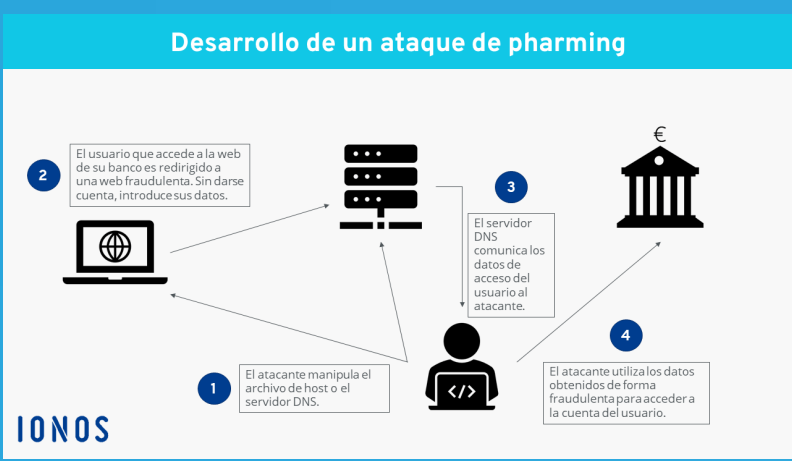 Desarrollo de un ataque de pharming
2
El usuario que accede a la web
de su banco es redirigido a
una web fraudulenta. Sin darse
cuenta, introduce sus datos.
€
3
El servidor
DNS
comunica los
datos de
acceso del
usuario al
atacante.
4
El atacante utiliza los datos
obtenidos de forma
fraudulenta para acceder a
la cuenta del usuario.
1
El atacante manipula el
archivo de host o el
servidor DNS.
</>
IONOS